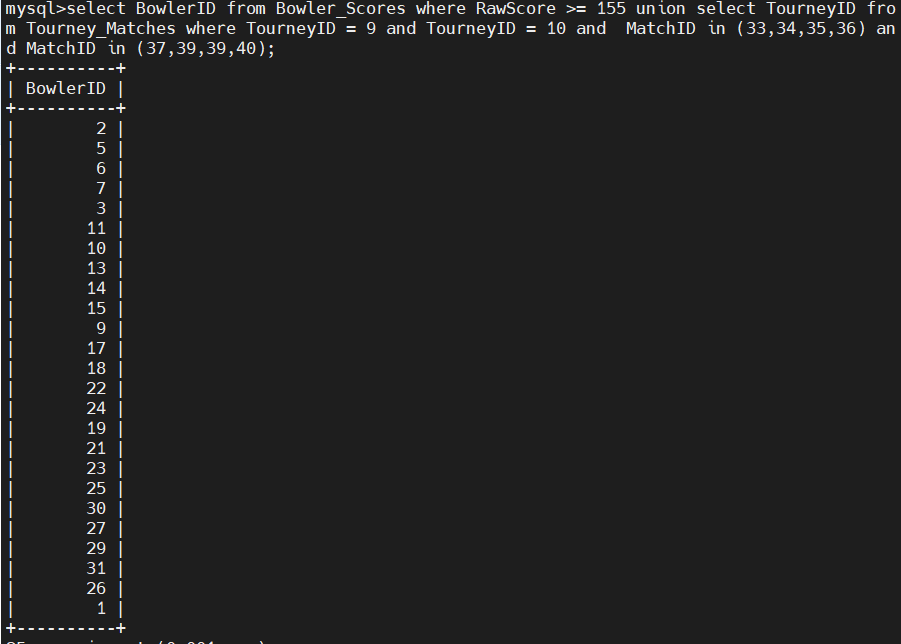 mysql>select BowlerID from Bowler_Scores where RawScore >= 155 union select TourneyID fro
m Tourney_Matches where TourneyID = 9 and TourneyID = 10 and  MatchID in (33,34,35,36) an
d MatchID in (37,39,39,40);
+----------+
| BowlerID |
+----------+
|        2 |
|        5 |
|        6 |
|        7 |
|        3 |
|       11 |
|       10 |
|       13 |
|       14 |
|       15 |
|        9 |
|       17 |
|       18 |
|       22 |
|       24 |
|       19 |
|       21 |
|       23 |
|       25 |
|       30 |
|       27 |
|       29 |
|       31 |
|       26 |
|        1 |
+----------+